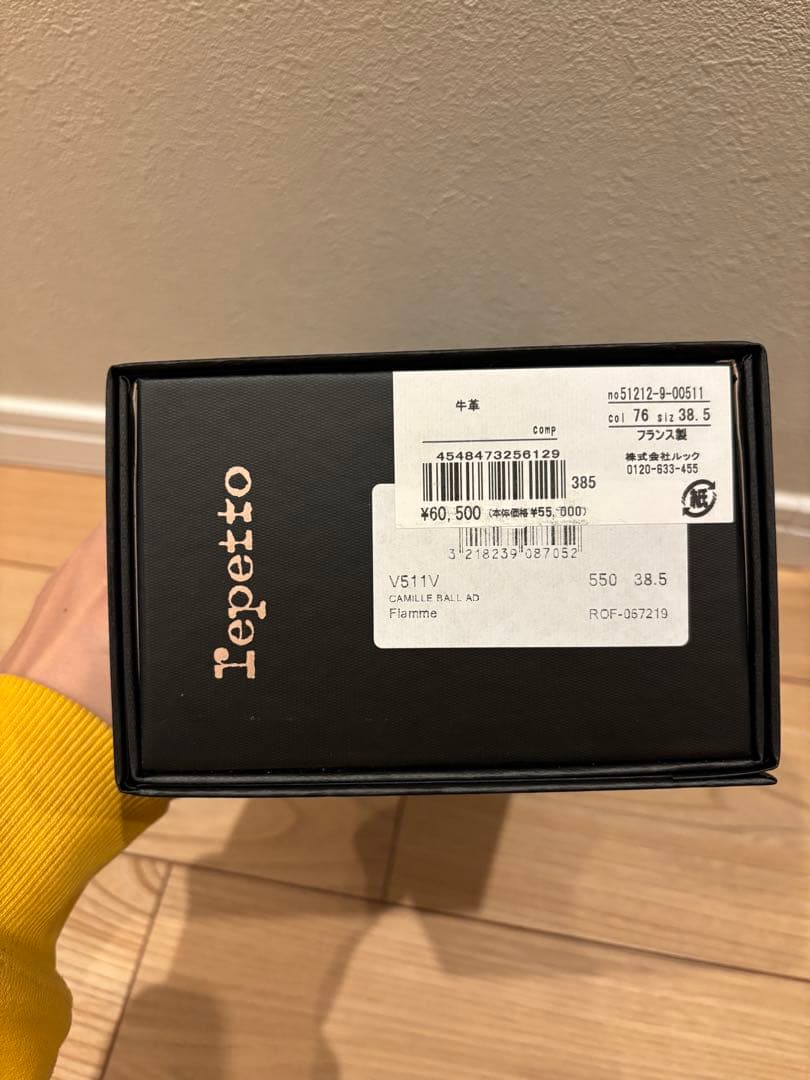 repetto
牛革
comp
4548473256129
385
¥60,500 (本体価格¥55,000)
no51212-9-00511
col 76 siz 38.5
フランス製
株式会社ルック
0120-633-455
紙
3 218239 087052
V511V 550 38.5
CAMILLE BALL AD
Flamme ROF-067219